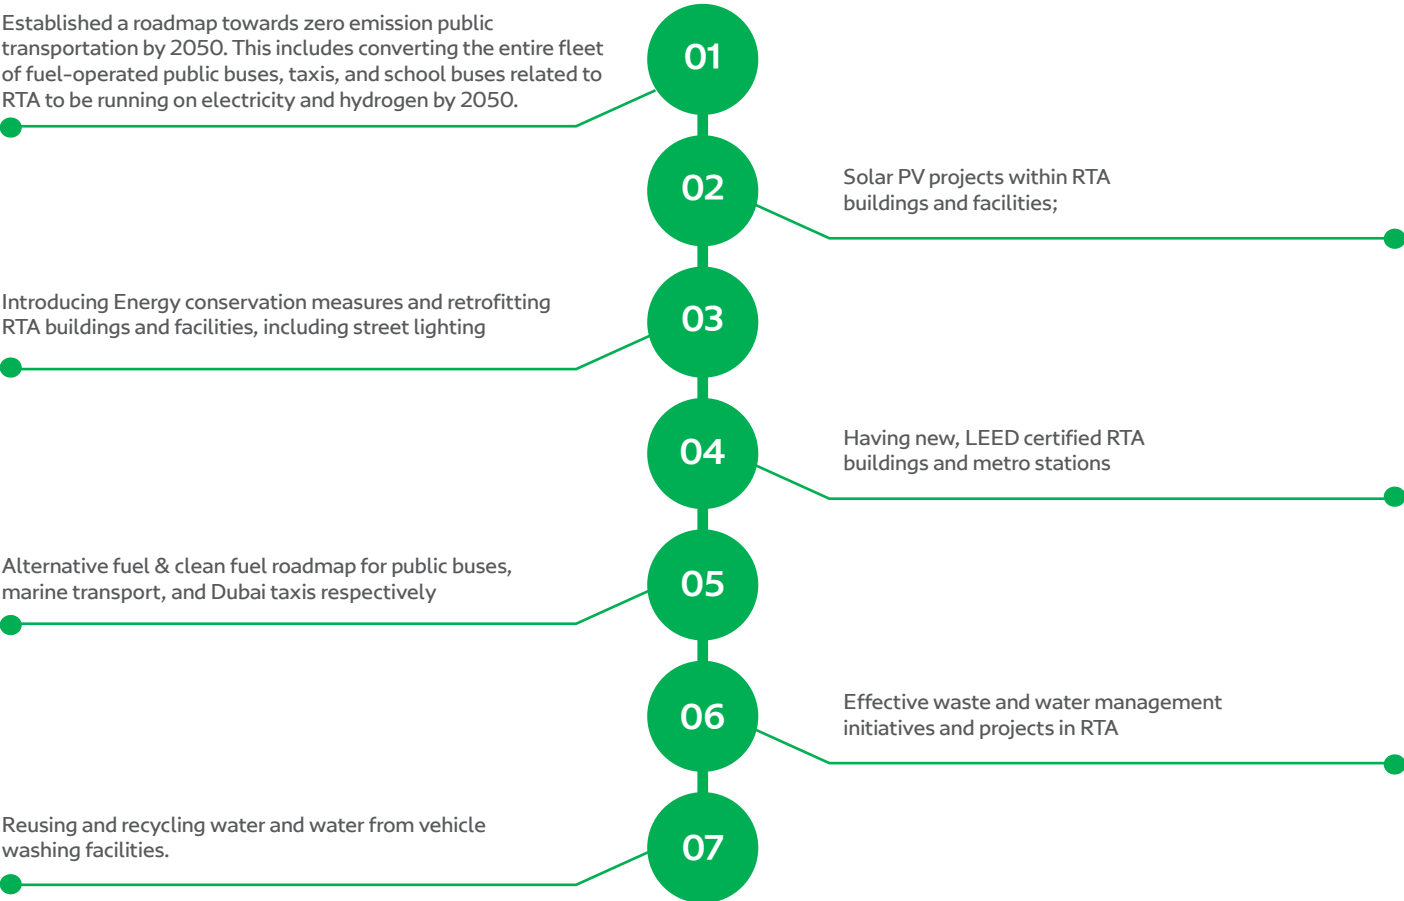 Established a roadmap towards zero emission public
transportation by 2050. This includes converting the entire fleet
of fuel-operated public buses, taxis, and school buses related to
RTA to be running on electricity and hydrogen by 2050.
01
02
Solar PV projects within RTA
buildings and facilities;
Introducing Energy conservation measures and retrofitting
RTA buildings and facilities, including street lighting
03
04
Having new, LEED certified RTA
buildings and metro stations
Alternative fuel & clean fuel roadmap for public buses,
marine transport, and Dubai taxis respectively
05
06
Effective waste and water management
initiatives and projects in RTA
Reusing and recycling water and water from vehicle
washing facilities.
07